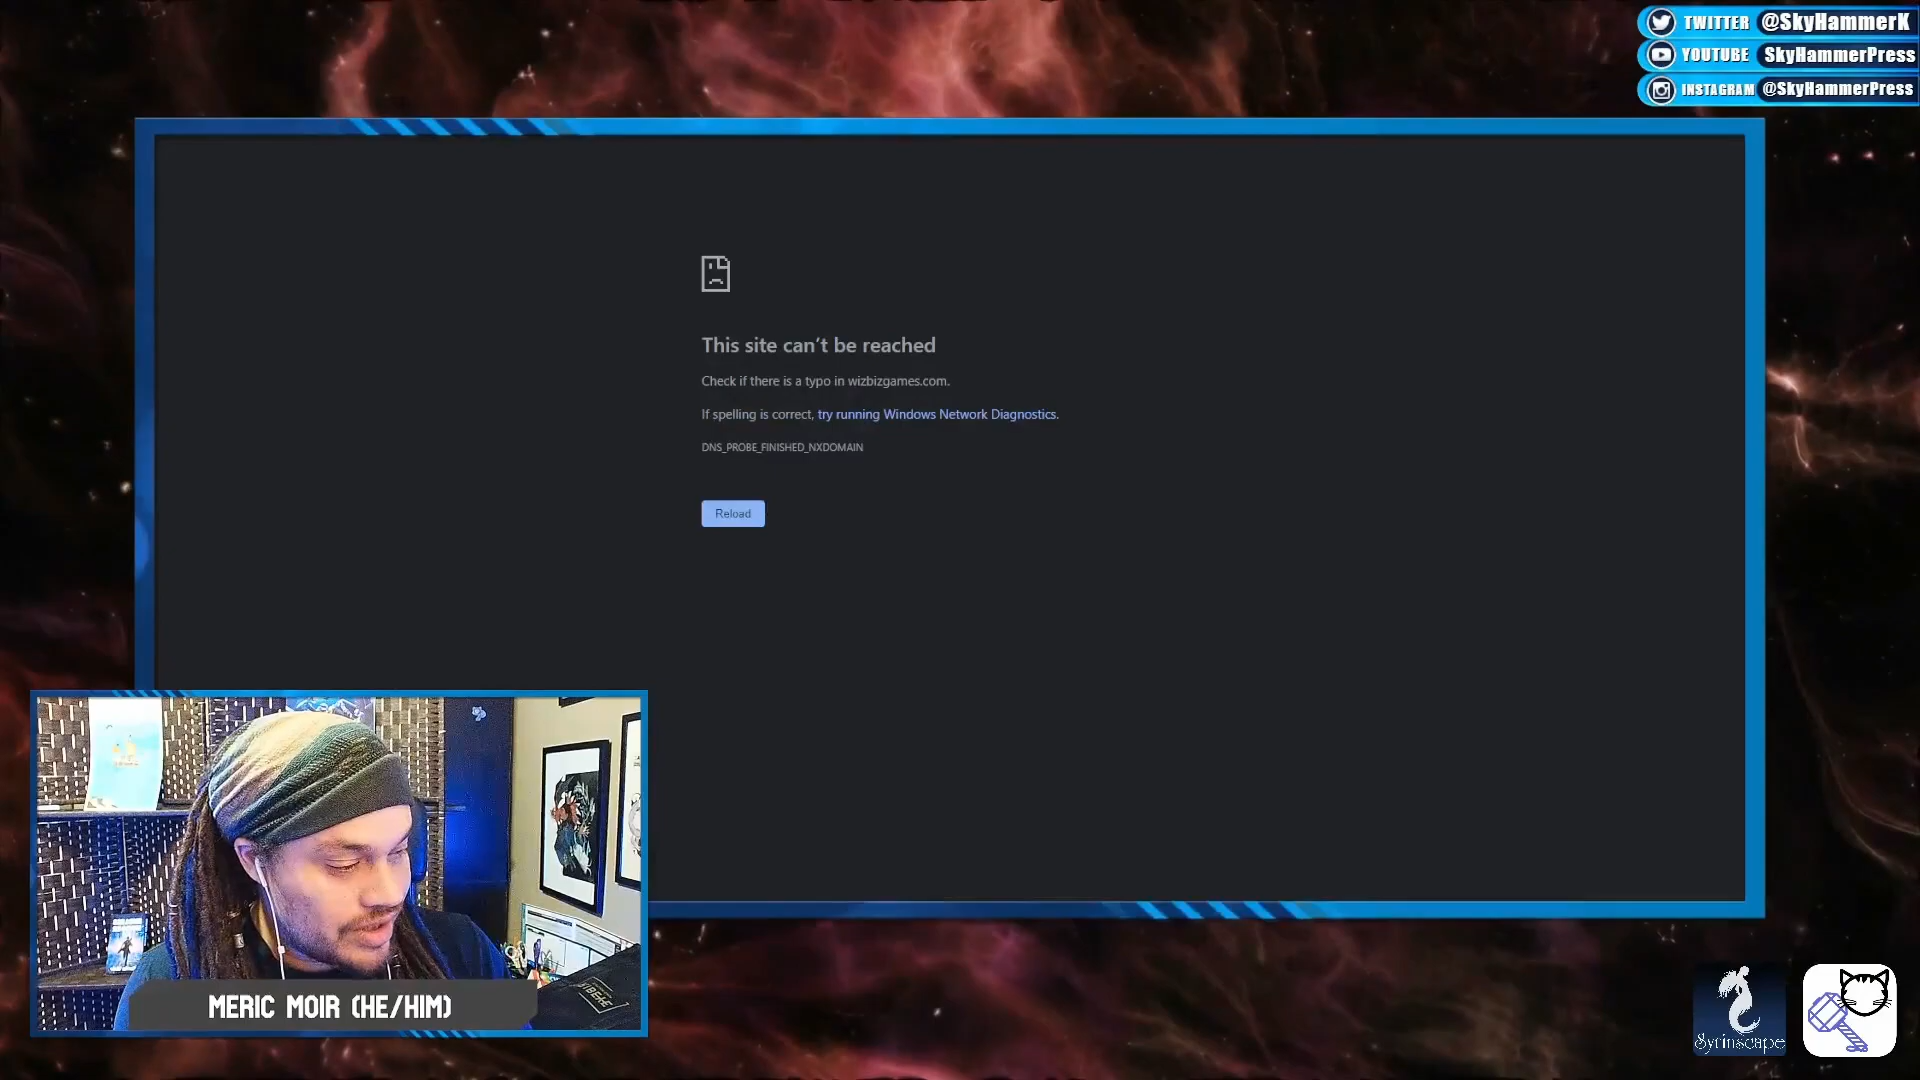 TWITTER @SkyHammerK
YOUTUBE SkyHammerPress
INSTAGRAM @SkyHammerPress
This site can't be reached
Check if there is a typo in wizbizgames.com.
If spelling is correct, try running Windows Network Diagnostics.
DNS_PROBE_FINISHED_NXDOMAIN
Reload
MERIC MOIR (HE/HIM)
Syrinscape